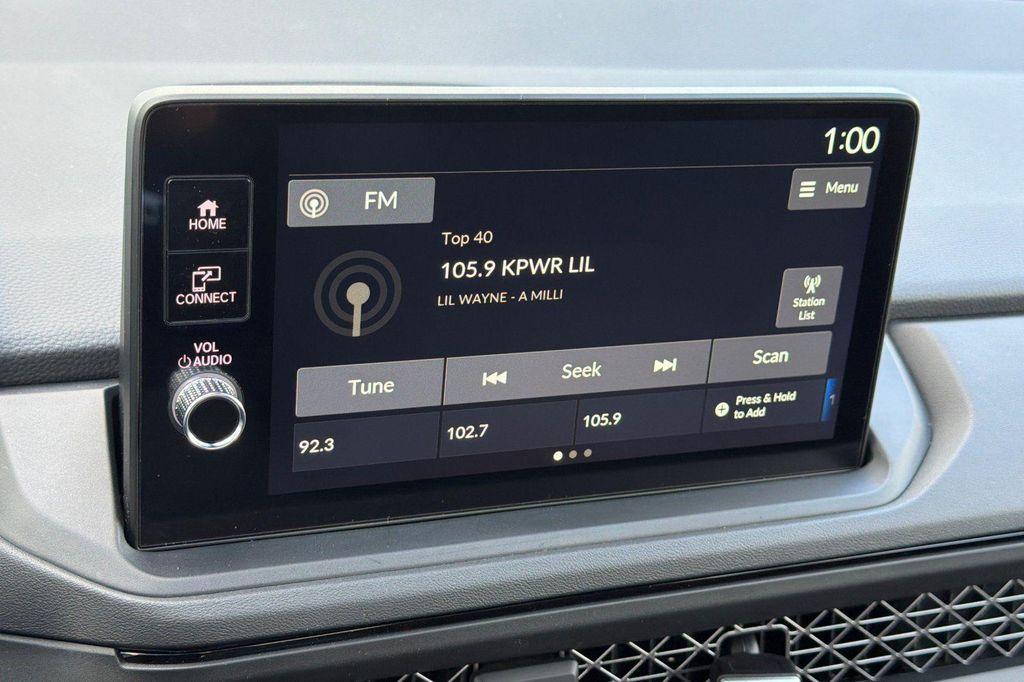 1:00
HOME
CONNECT
VOL
AUDIO
FM
Menu
Top 40
105.9 KPWR LIL
LIL WAYNE - A MILLI
Station
List
Tune
Seek
Scan
92.3
102.7
105.9
Press & Hold
to Add
1